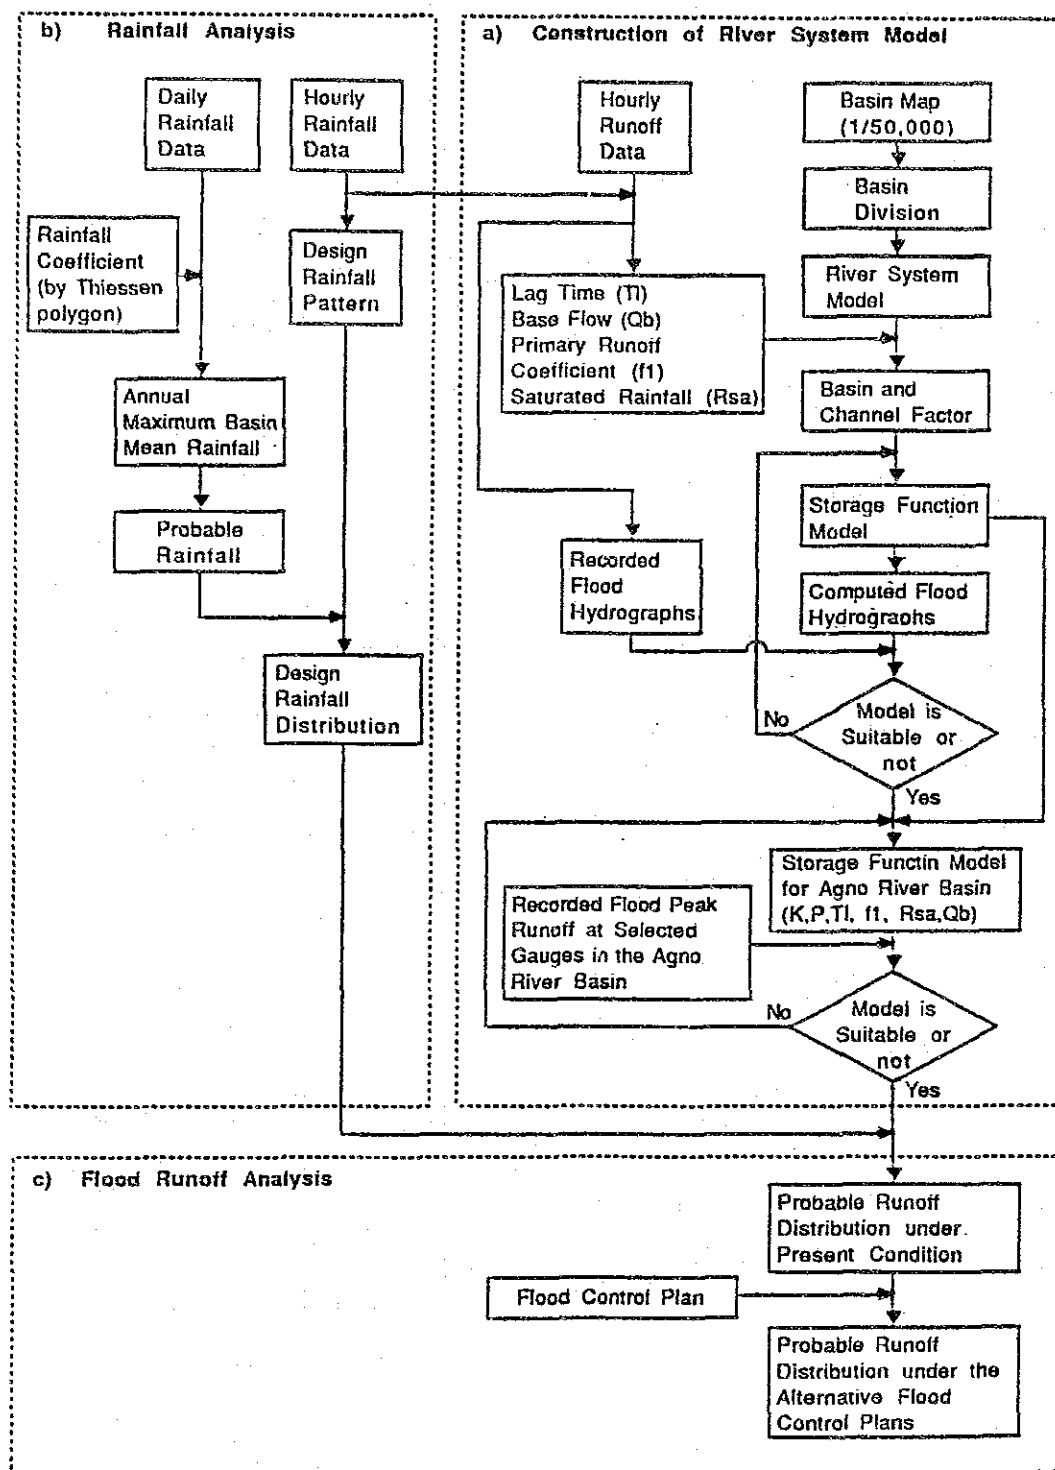 b) Rainfall Analysis
Daily
Rainfall
Data
Hourly
Rainfall
Data
Rainfall
Coefficient
(by Thiessen
polygon)
Design
Rainfall
Pattern
Annual
Maximum Basin
Mean Rainfall
Probable
Rainfall
Design
Rainfall
Distribution
a) Construction of River System Model
Hourly
Runoff
Data
Basin Map
(1/50,000)
Basin
Division
River System
Model
Lag Time (Tl)
Base Flow (Qb)
Primary Runoff
Coefficient (f1)
Saturated Rainfall (Rsa)
Basin and
Channel Factor
Storage Function
Model
Recorded
Flood
Hydrographs
Computed Flood
Hydrographs
Model is
Suitable or
not
No
Yes
Storage Functin Model
for Agno River Basin
(K,P,Tl, f1, Rsa,Qb)
Recorded Flood Peak
Runoff at Selected
Gauges in the Agno
River Basin
Model is
Suitable or
not
No
Yes
c) Flood Runoff Analysis
Probable Runoff
Distribution under
Present Condition
Flood Control Plan
Probable Runoff
Distribution under the
Alternative Flood
Control Plans